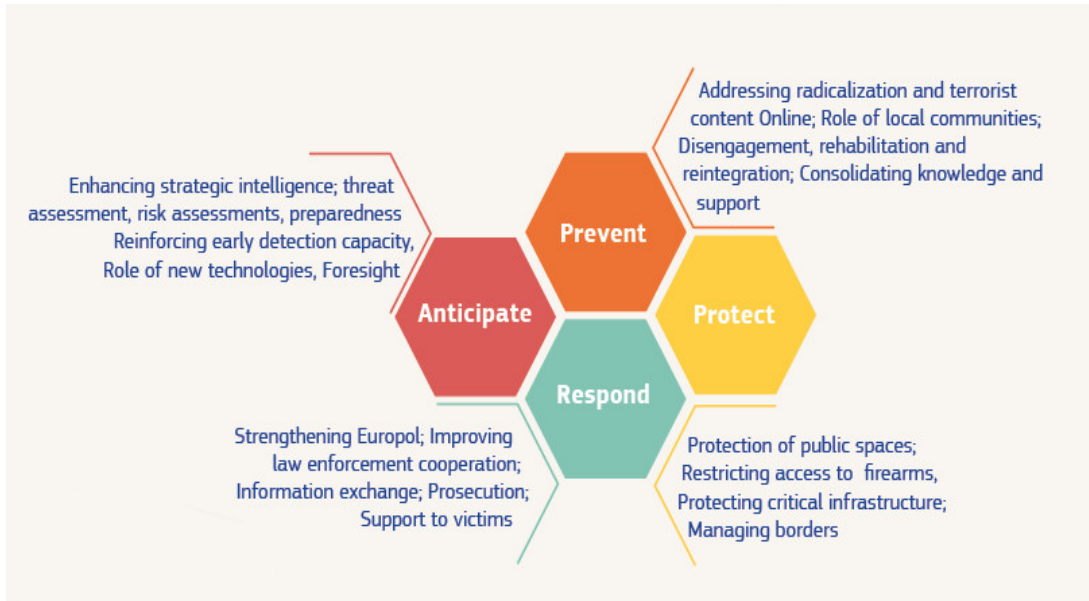 Addressing radicalization and terrorist
content Online; Role of local communities;
Disengagement, rehabilitation and
reintegration; Consolidating knowledge and
support
Enhancing strategic intelligence; threat
assessment, risk assessments, preparedness
Reinforcing early detection capacity,
Role of new technologies, Foresight
Prevent
Anticipate
Protect
Respond
Strengthening Europol; Improving
law enforcement cooperation;
Information exchange; Prosecution;
Support to victims
Protection of public spaces;
Restricting access to firearms,
Protecting critical infrastructure;
Managing borders